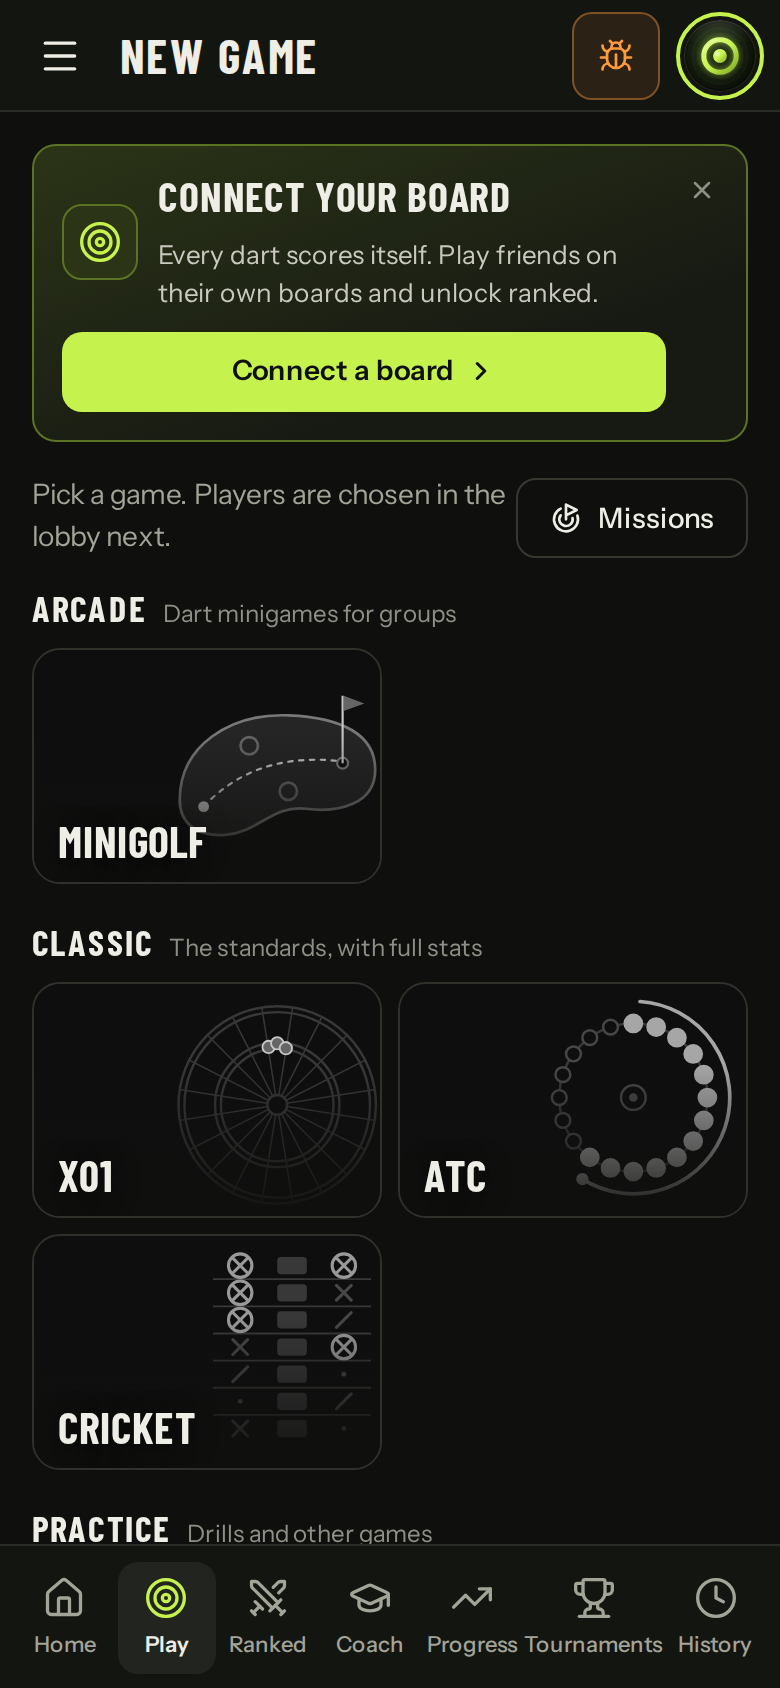 NEW GAME
CONNECT YOUR BOARD
Every dart scores itself. Play friends on
their own boards and unlock ranked.
Connect a board
Pick a game. Players are chosen in the
lobby next.
Missions
ARCADE Dart minigames for groups
MINIGOLF
CLASSIC The standards, with full stats
X01
ATC
CRICKET
PRACTICE Drills and other games
Home Play Ranked Coach Progress Tournaments History